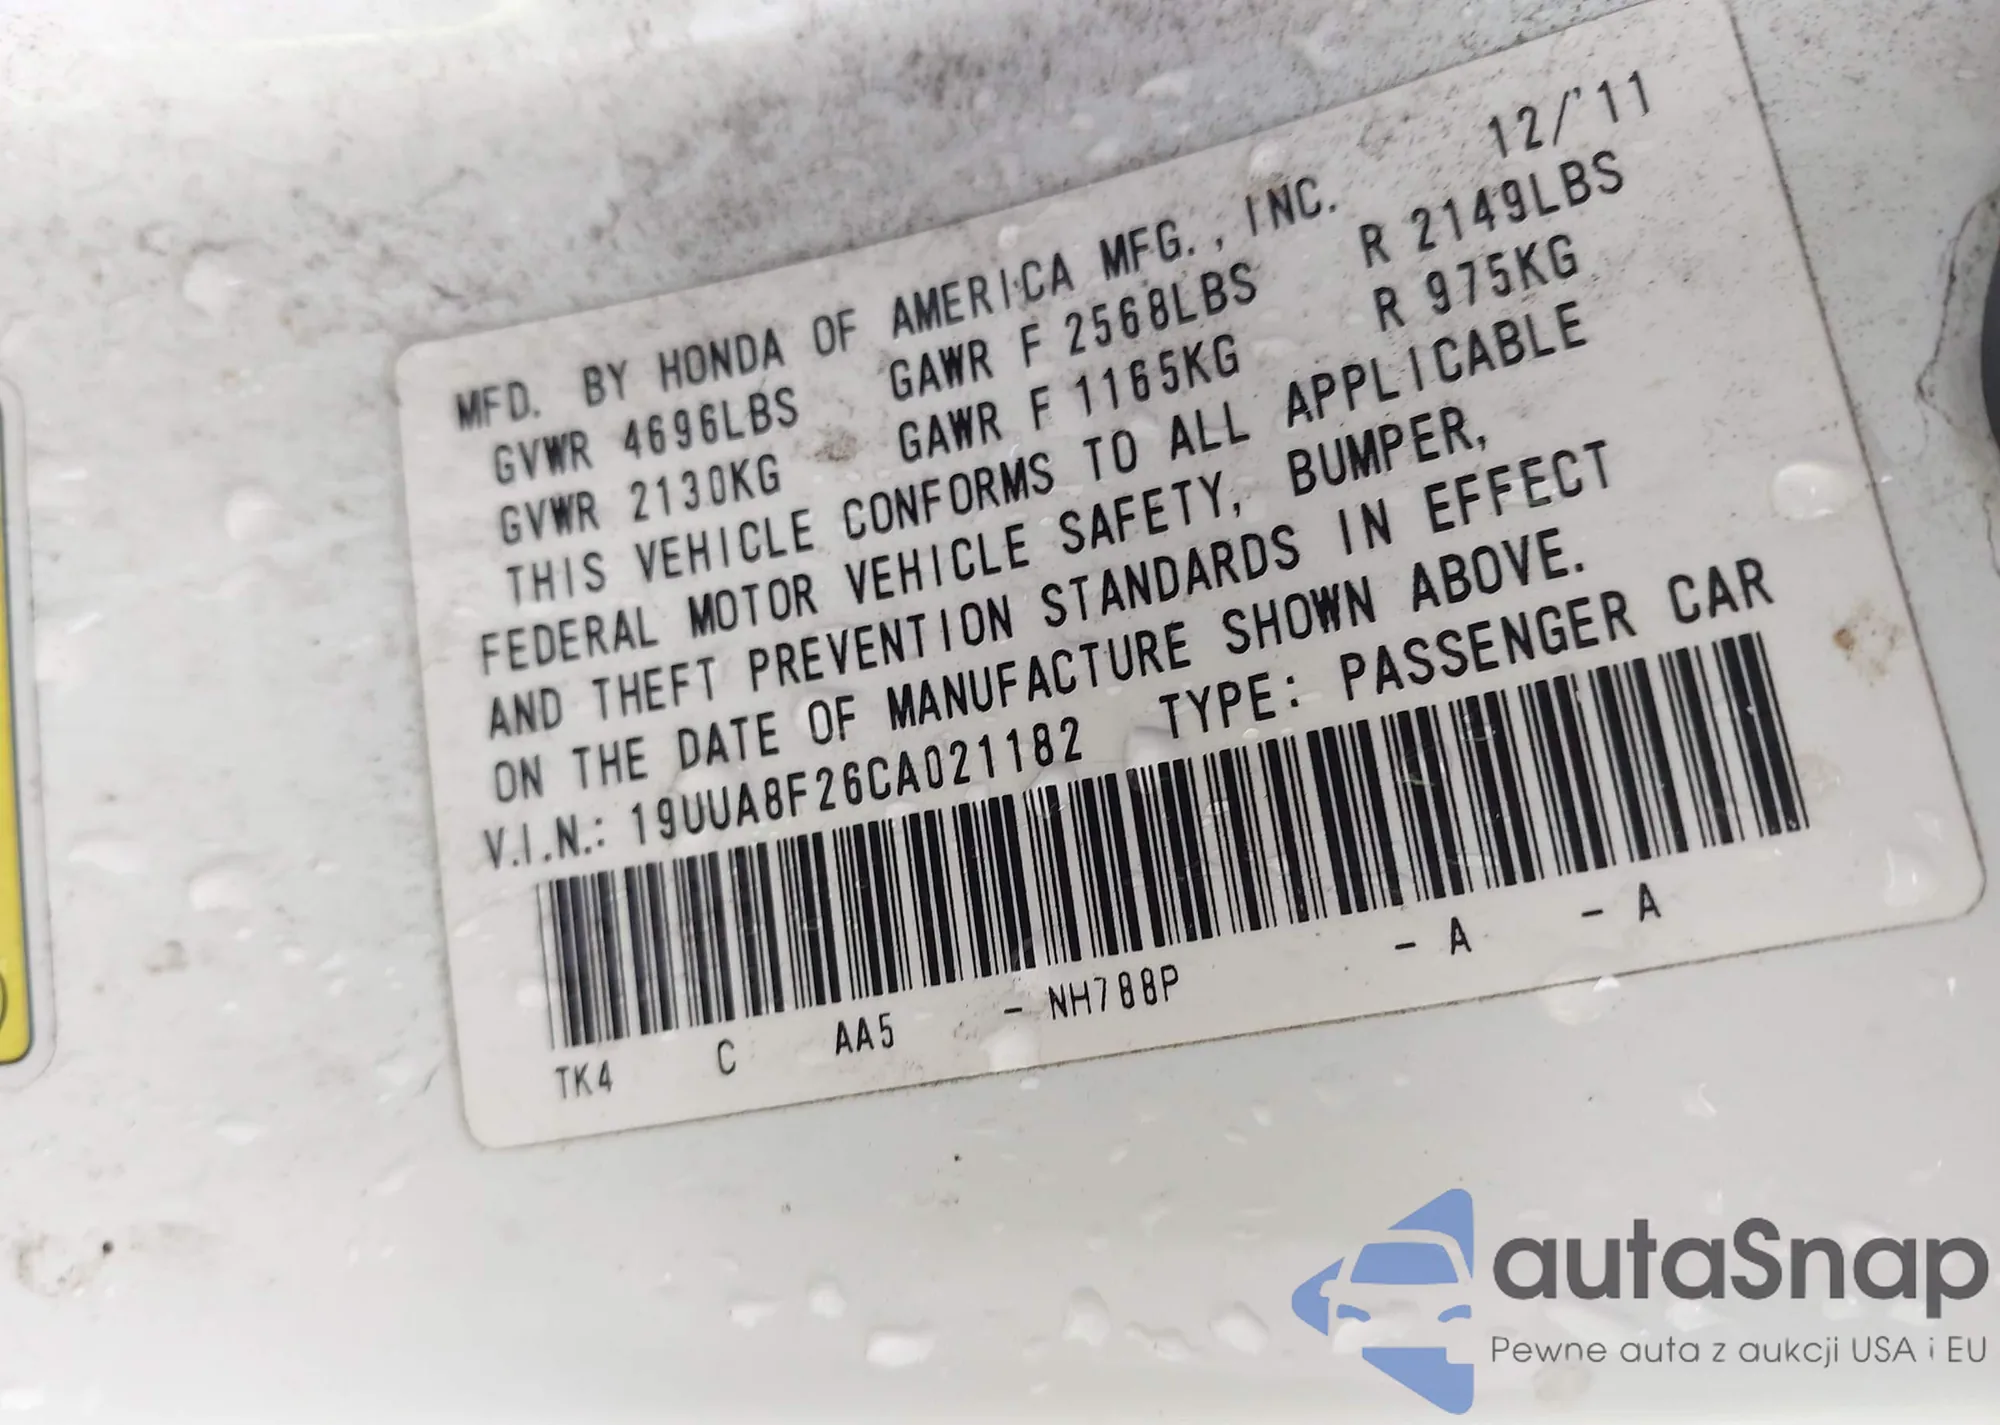 12/'11
MFD. BY HONDA OF AMERICA MFG., INC.
GVWR 4696LBS GAWR F 2568LBS R 2149LBS
GVWR 2130KG GAWR F 1165KG R 975KG
THIS VEHICLE CONFORMS TO ALL APPLICABLE
FEDERAL MOTOR VEHICLE SAFETY, BUMPER,
AND THEFT PREVENTION STANDARDS IN EFFECT
ON THE DATE OF MANUFACTURE SHOWN ABOVE.
V.I.N.: 19UUA8F26CA021182 TYPE: PASSENGER CAR
TK4 C AA5 - NH788P - A - A
autaSnap
Pewne auta z aukcji USA i EU